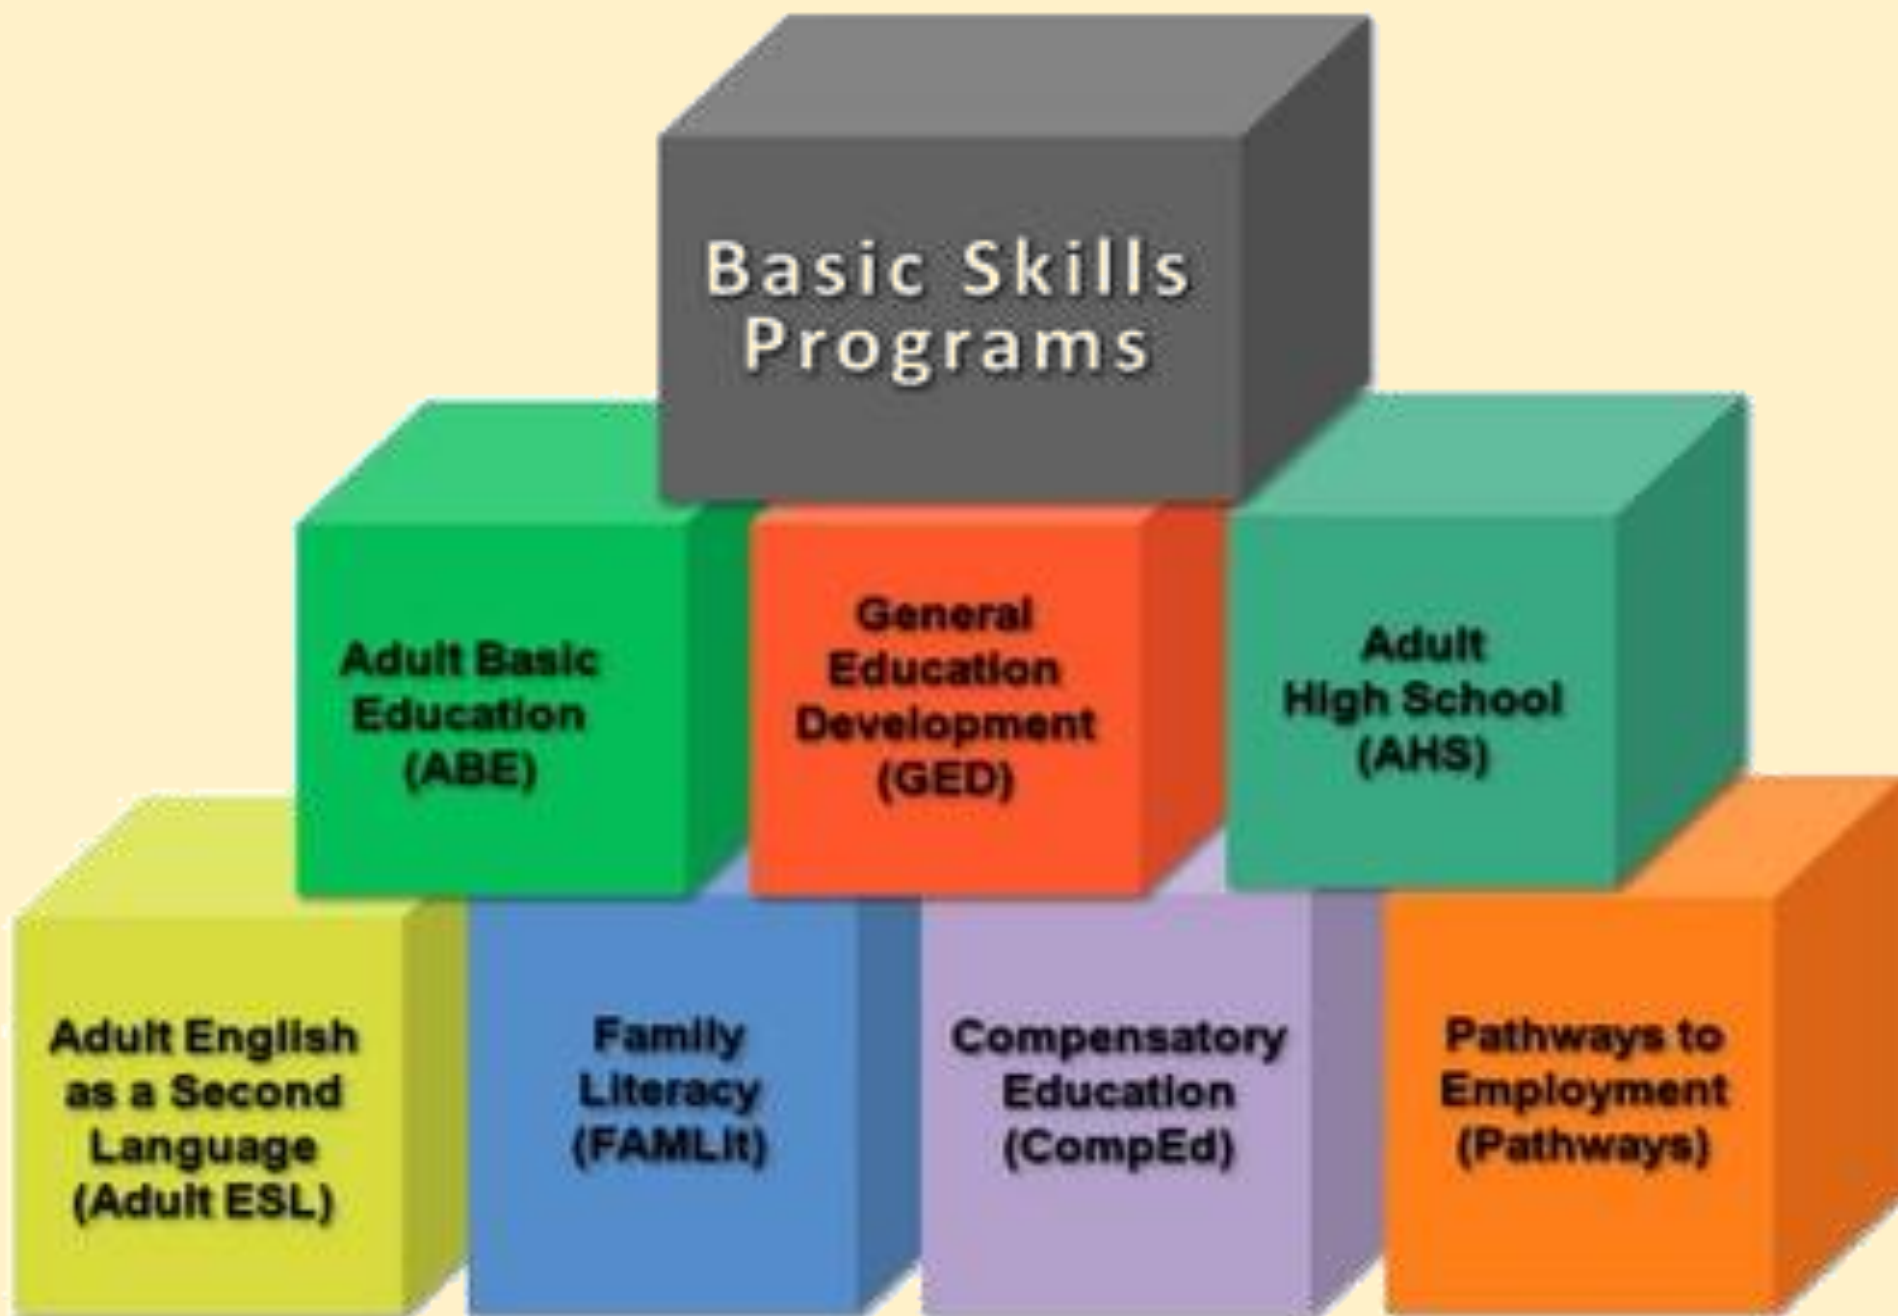 Basic Skills
Programs
Adult Basic
Education
(ABE)
General
Education
Development
(GED)
Adult
High School
(AHS)
Adult English
as a Second
Language
(Adult ESL)
Family
Literacy
(FAMLit)
Compensatory
Education
(CompEd)
Pathways to
Employment
(Pathways)